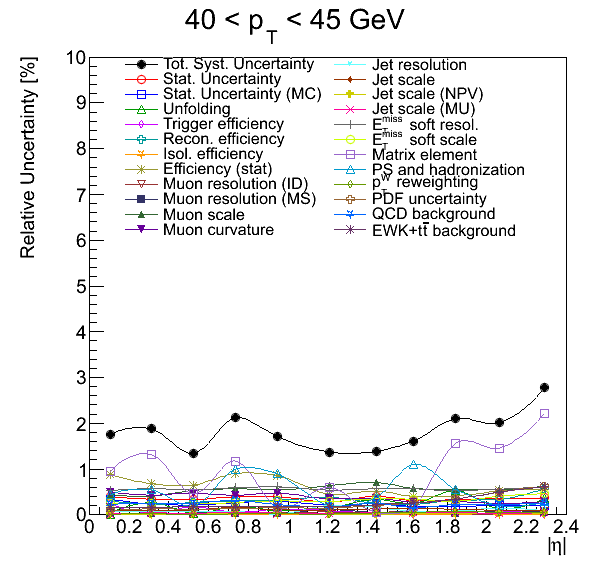 40 < p_T < 45 GeV
Relative Uncertainty [%]
10
9
8
7
6
5
4
3
2
1
0
Tot. Syst. Uncertainty
Stat. Uncertainty
Stat. Uncertainty (MC)
Unfolding
Trigger efficiency
Recon. efficiency
Isol. efficiency
Efficiency (stat)
Muon resolution (ID)
Muon resolution (MS)
Muon scale
Muon curvature
Jet resolution
Jet scale
Jet scale (NPV)
Jet scale (MU)
E_T^miss soft resol.
E_T^miss soft scale
Matrix element
PS and hadronization
p_T^W reweighting
PDF uncertainty
QCD background
EWK+tt̄ background
0 0.2 0.4 0.6 0.8 1 1.2 1.4 1.6 1.8 2 2.2 2.4
|η|